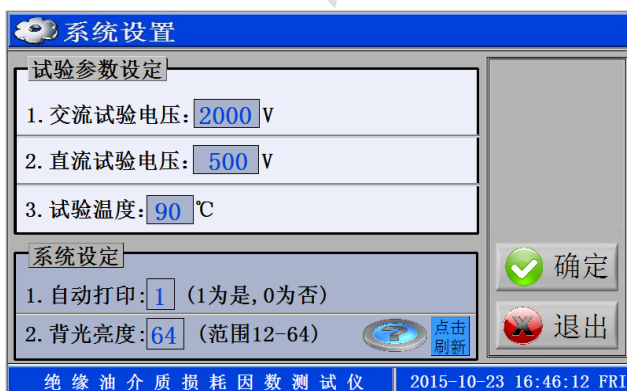 系统设置
试验参数设定
1.交流试验电压:2000 V
2.直流试验电压:500 V
3.试验温度:90 ℃
系统设定
1.自动打印:1 (1为是,0为否)
2.背光亮度:64 (范围12-64)
点击
刷新
确定
退出
绝缘油介质损耗因数测试仪 2015-10-23 16:46:12 FRI